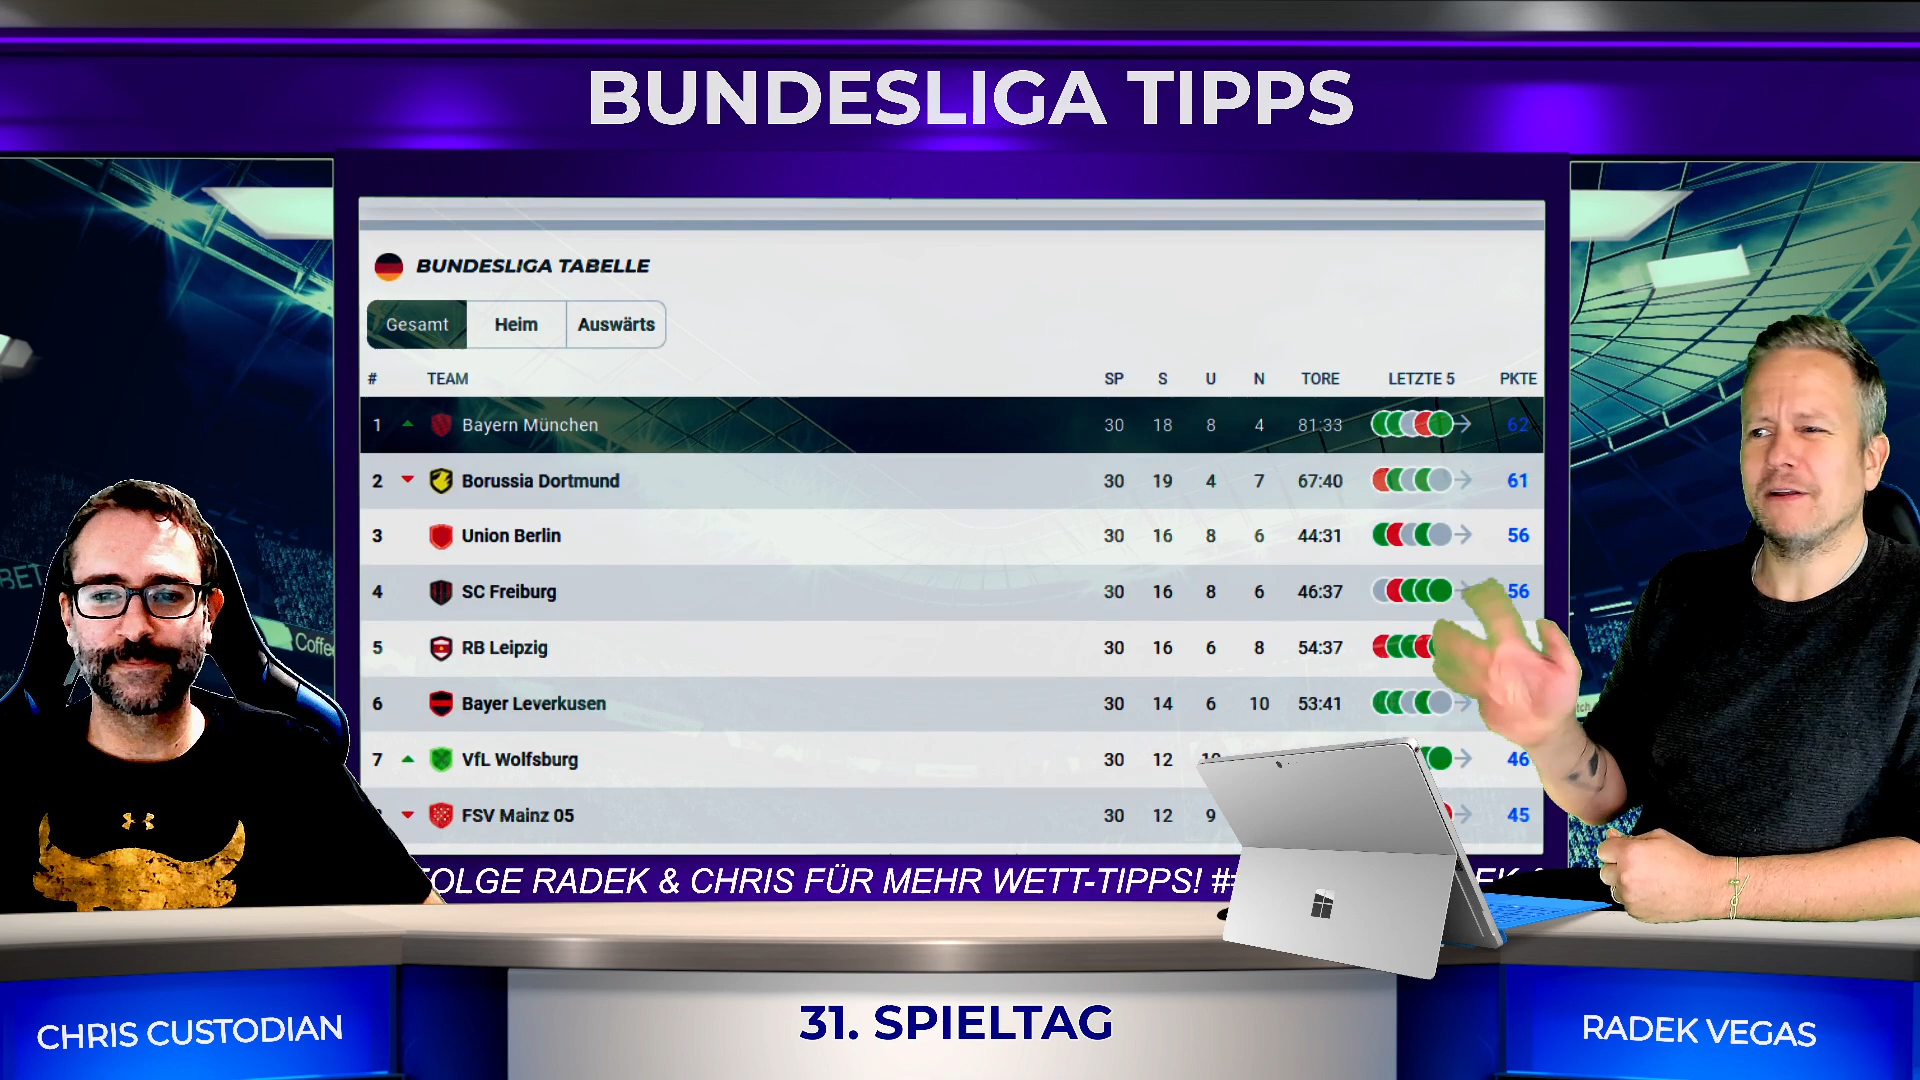 BUNDESLIGA TIPPS
BUNDESLIGA TABELLE
Gesamt Heim Auswärts
# TEAM SP S U N TORE LETZTE 5 PKTE
1 Bayern München 30 18 8 4 81:33 62
2 Borussia Dortmund 30 19 4 7 67:40 61
3 Union Berlin 30 16 8 6 44:31 56
4 SC Freiburg 30 16 8 6 46:37 56
5 RB Leipzig 30 16 6 8 54:37
6 Bayer Leverkusen 30 14 6 10 53:41
7 VfL Wolfsburg 30 12 46
FSV Mainz 05 30 12 9 45
BET
Coffe
FOLGE RADEK & CHRIS FÜR MEHR WETT-TIPPS! #
CHRIS CUSTODIAN
31. SPIELTAG
RADEK VEGAS